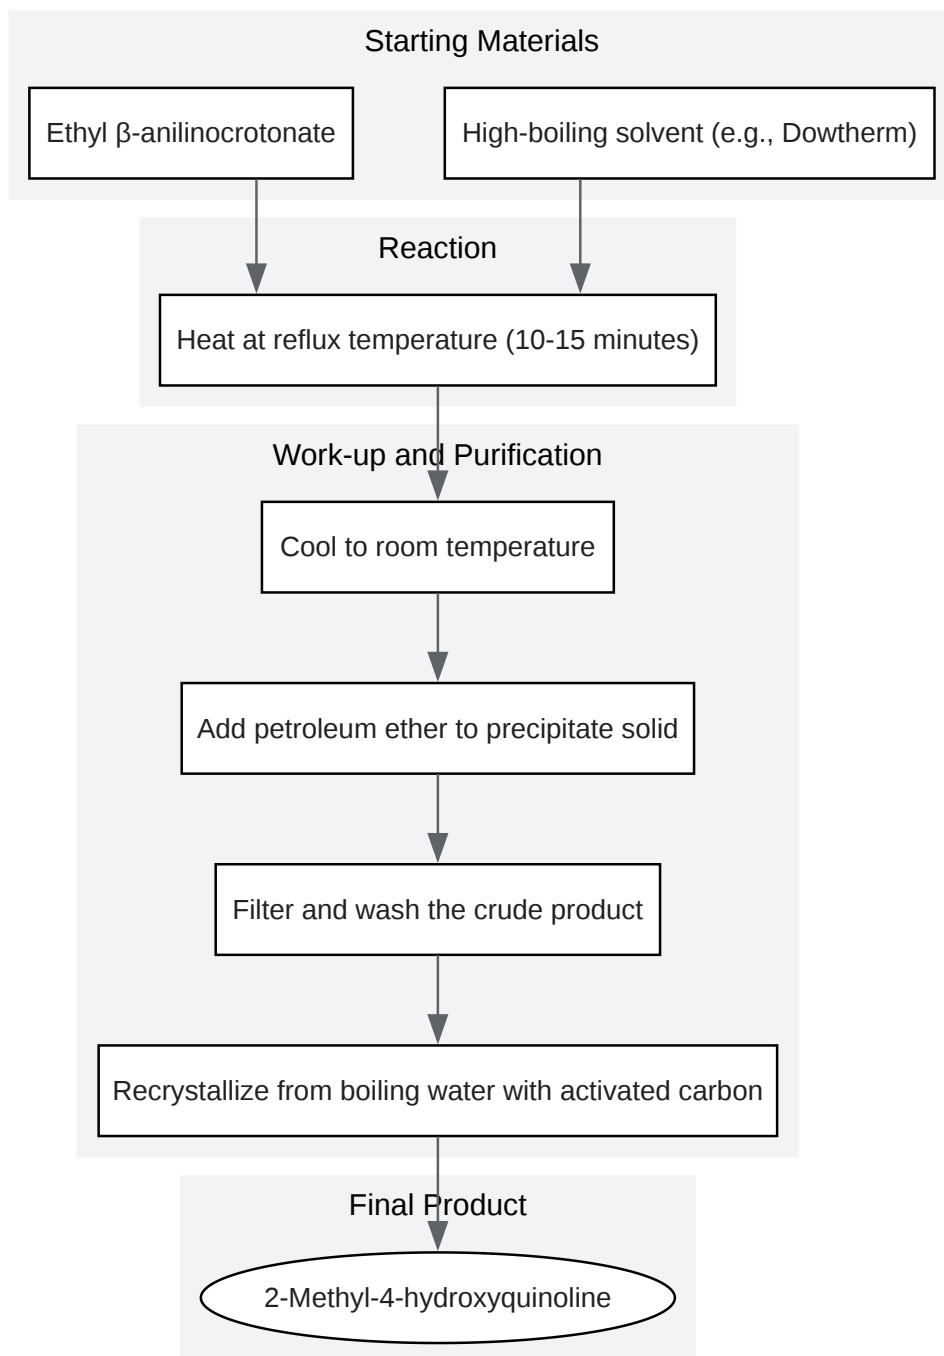 Starting Materials
Ethyl β-anilinocrotonate
High-boiling solvent (e.g., Dowtherm)
Reaction
Heat at reflux temperature (10-15 minutes)
Work-up and Purification
Cool to room temperature
Add petroleum ether to precipitate solid
Filter and wash the crude product
Recrystallize from boiling water with activated carbon
Final Product
2-Methyl-4-hydroxyquinoline